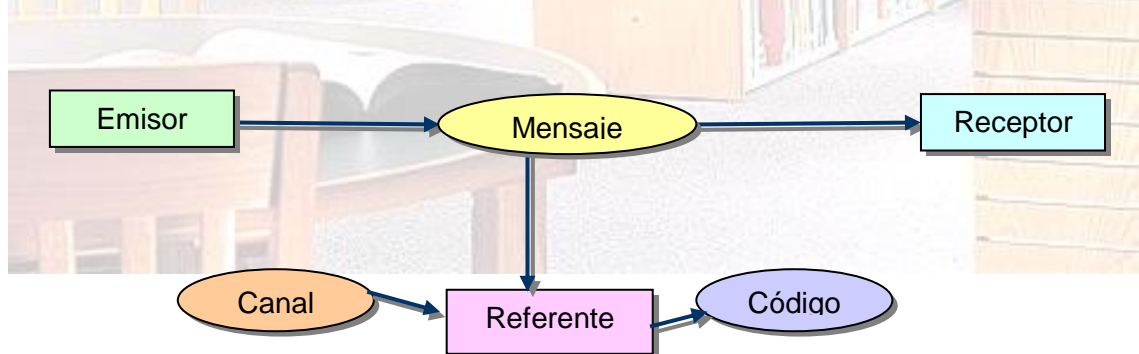 Emisor
Mensaje
Receptor
Canal
Referente
Código